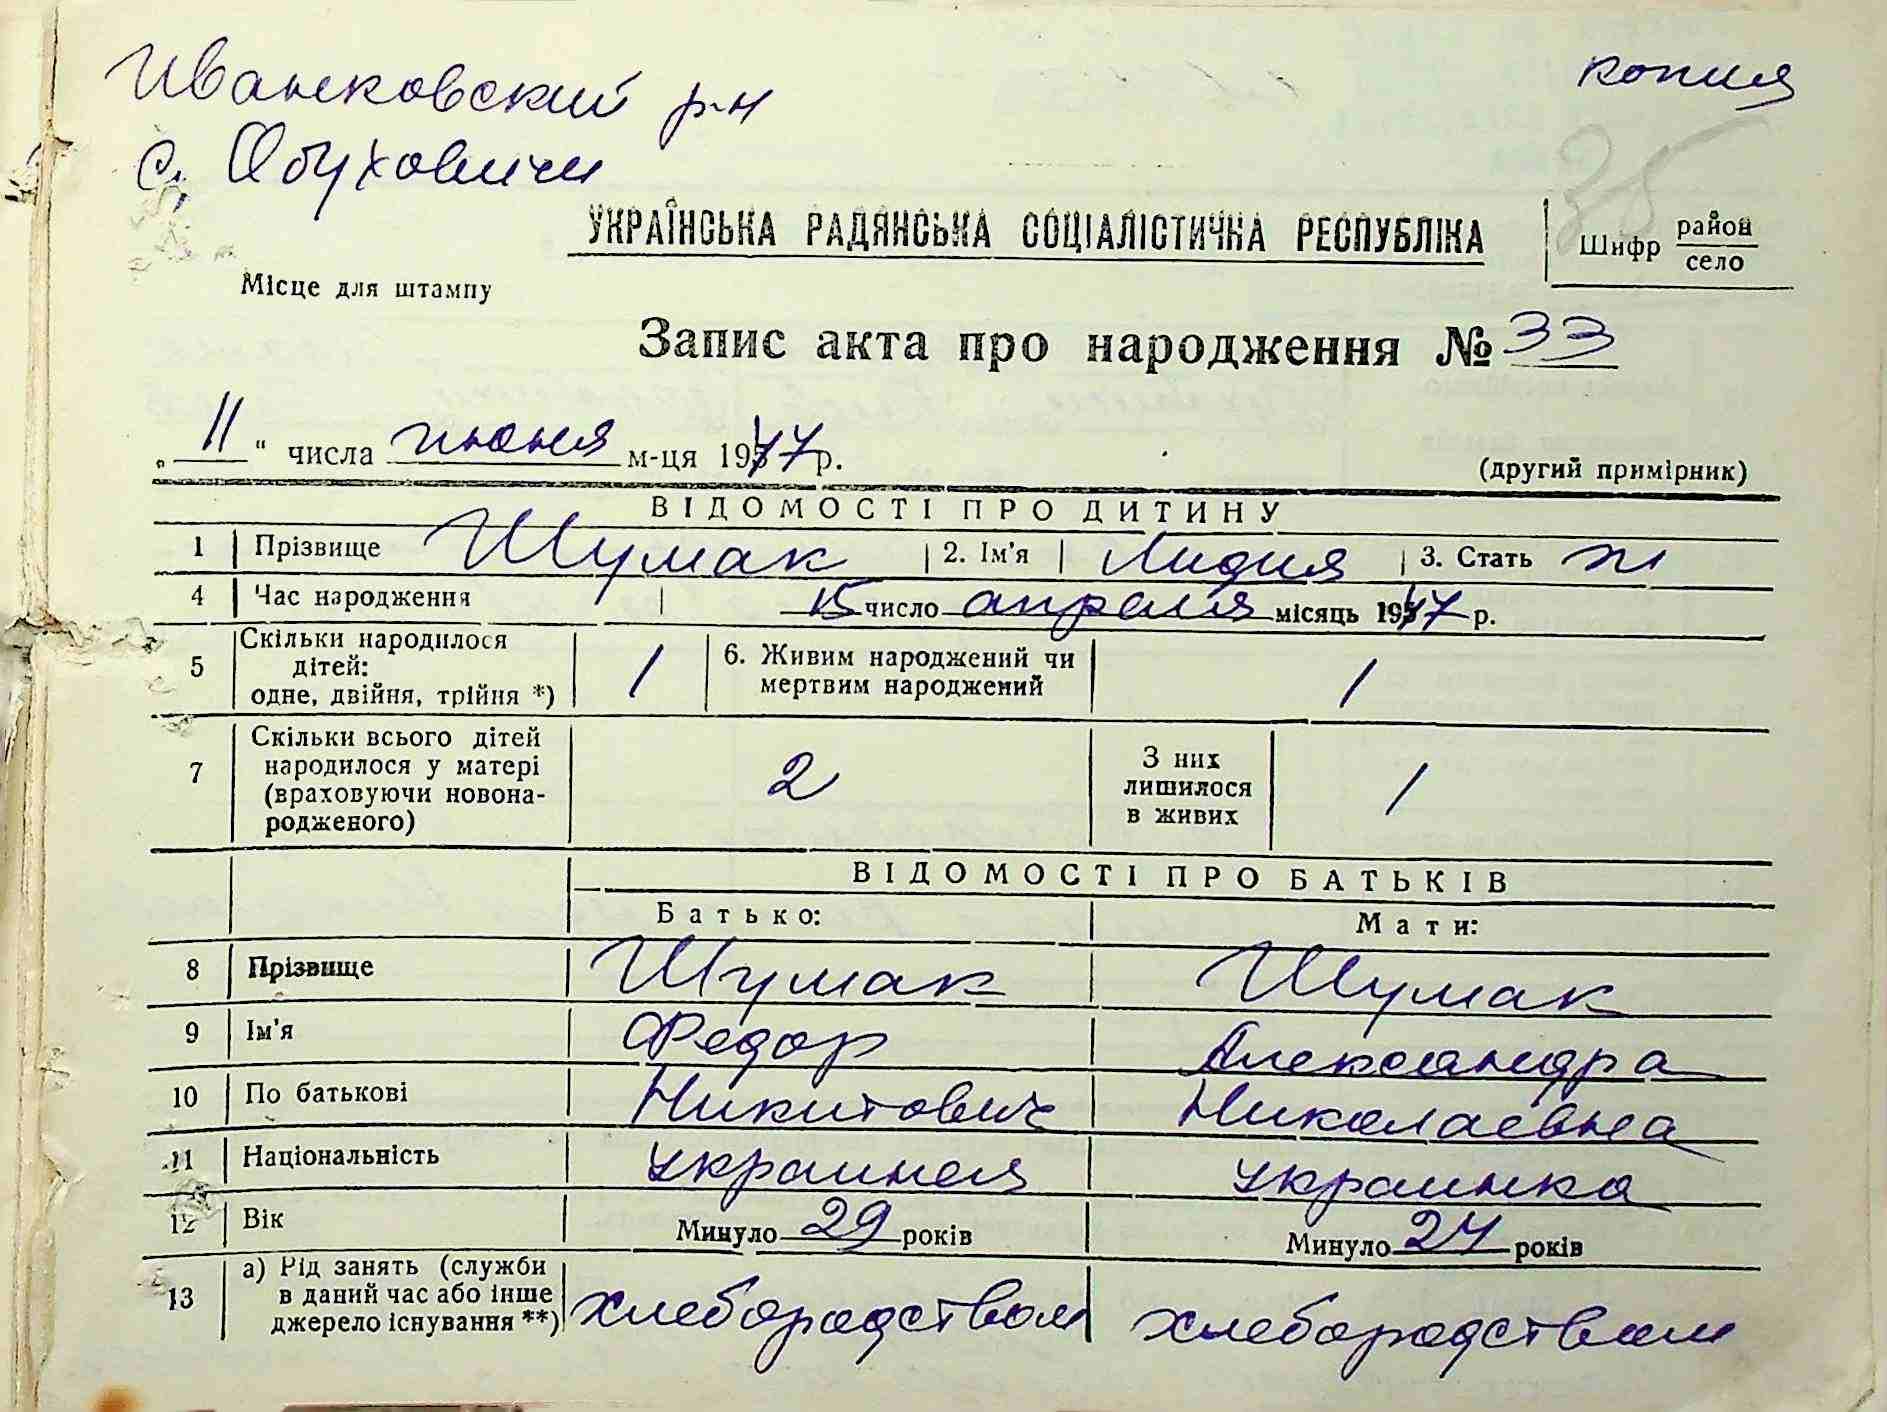 Иванковский р-н
копия
с. Обуховичи
35
УКРАЇНСЬКА РАДЯНСЬКА СОЦІАЛІСТИЧНА РЕСПУБЛІКА
Шифр район село
Місце для штампу
Запис акта про народження № 33
„ 11 " числа июня м-ця 1947 р.
(другий примірник)
ВІДОМОСТІ ПРО ДИТИНУ
1 Прізвище Шумак 2. Ім'я Лидия 3. Стать ж
4 Час народження 15 число апреля місяць 1947 р.
5 Скільки народилося дітей: одне, двійня, трійня *) 1 6. Живим народжений чи мертвим народжений 1
7 Скільки всього дітей народилося у матері (враховуючи новона-родженого) 2 З них лишилося в живих 1
ВІДОМОСТІ ПРО БАТЬКІВ
Батько: Мати:
8 Прізвище Шумак Шумак
9 Ім'я Федор Александра
10 По батькові Никитович Николаевна
11 Національність украинец украинка
12 Вік Минуло 29 років Минуло 24 років
13 а) Рід занять (служби в даний час або інше джерело існування **) хлебородством хлебородством